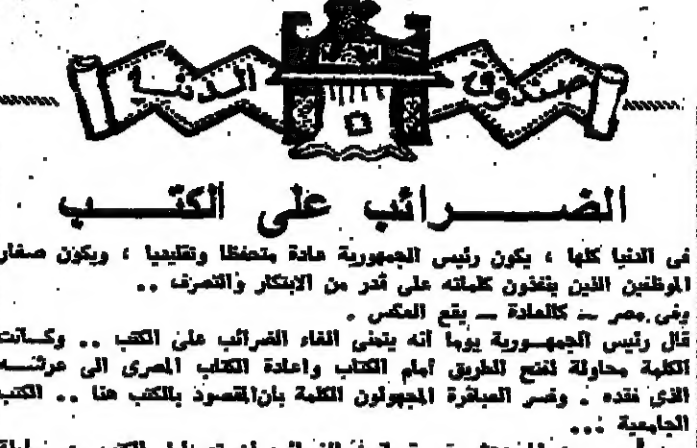 صندوق الدنيا
الضرائب على الكتب
فى الدنيا كلها ، يكون رئيس الجمهورية عادة متحفظا وتقليديا ، ويكون صغار
الموظفين الذين ينفذون كلماته على قدر من الابتكار والتصرف ..
وفى مصر — كالعادة — يقع العكس .
قال رئيس الجمهورية يوما أنه يتمنى الغاء الضرائب على الكتب .. وكانت
الكلمة محاولة لفتح الطريق أمام الكتاب واعادة الكتاب المصرى الى عرشه
الذى فقده . وفسر العباقرة المجهولون الكلمة بأن المقصود بالكتب هنا .. الكتب
الجامعية ...